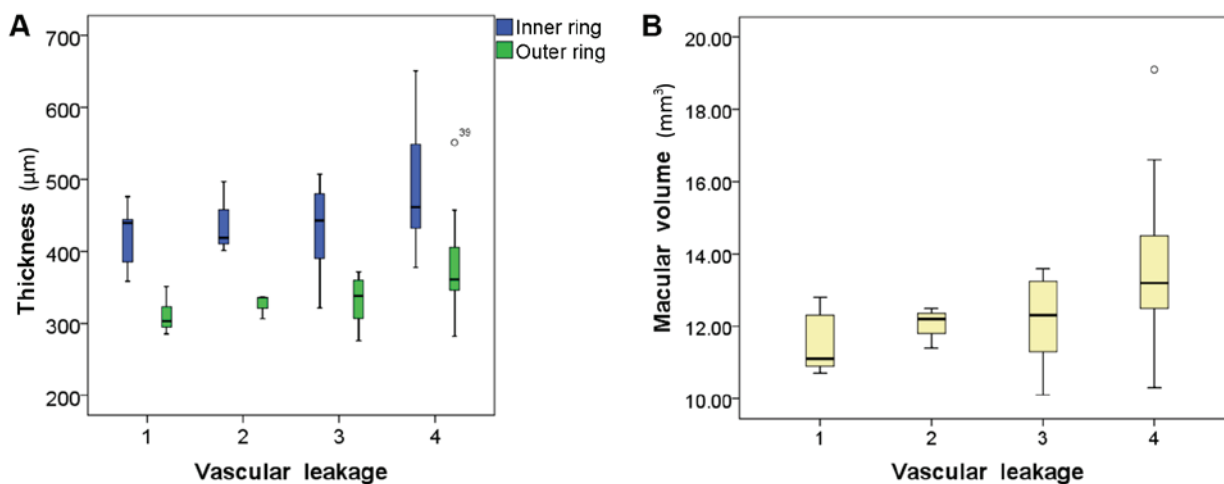 A
Inner ring
Outer ring
700
600
500
400
300
200
Thickness (μm)
39
1 2 3 4
Vascular leakage
B
20.00
18.00
16.00
14.00
12.00
10.00
Macular volume (mm³)
1 2 3 4
Vascular leakage